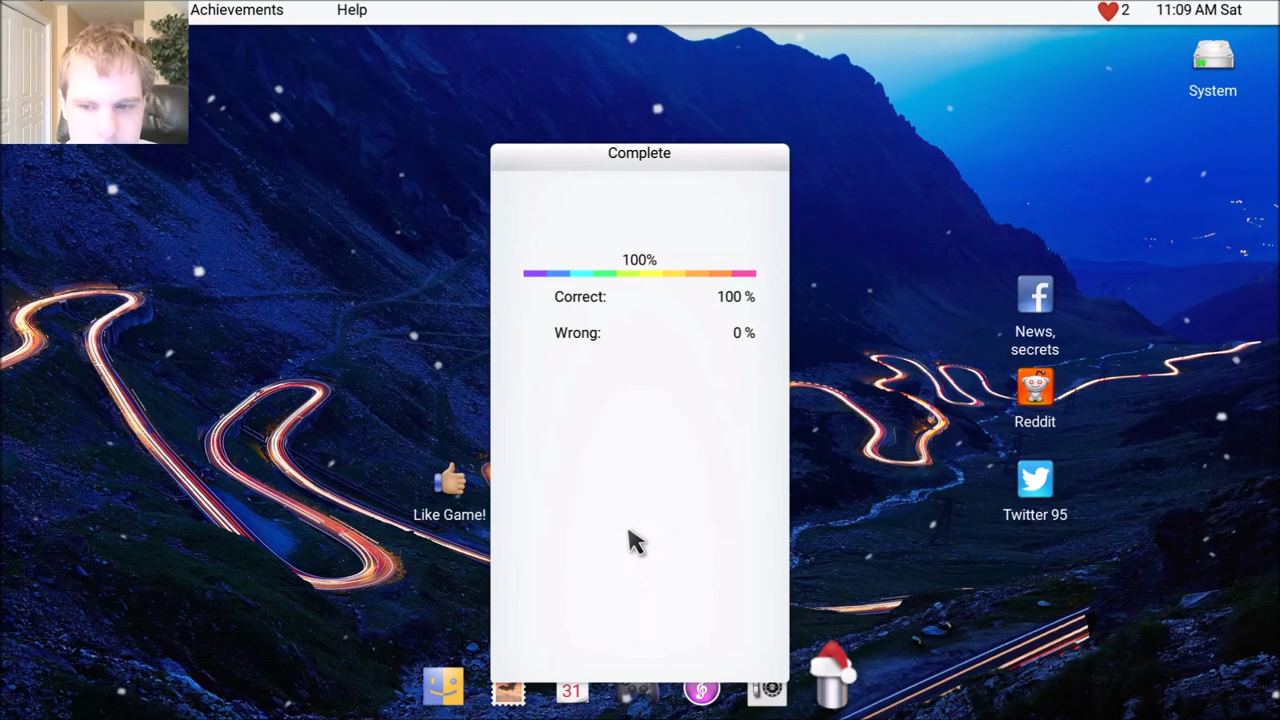 Achievements
Help
2
11:09 AM Sat
System
Complete
100%
Correct: 100 %
Wrong: 0 %
News,
secrets
Reddit
Like Game!
Twitter 95
31